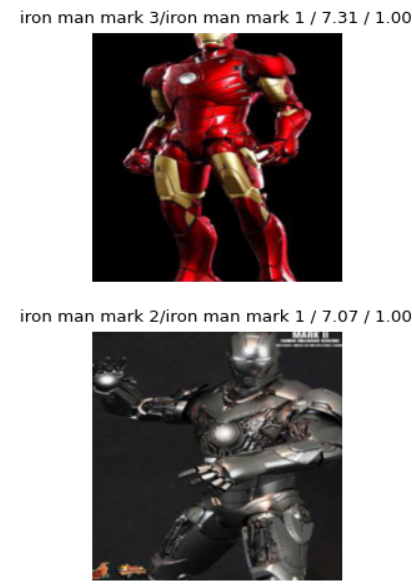 iron man mark 3/iron man mark 1 / 7.31 / 1.00
iron man mark 2/iron man mark 1 / 7.07 / 1.00
MARK II